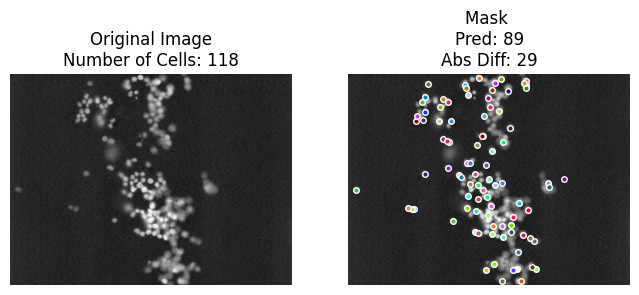 Original Image
Number of Cells: 118
Mask
Pred: 89
Abs Diff: 29